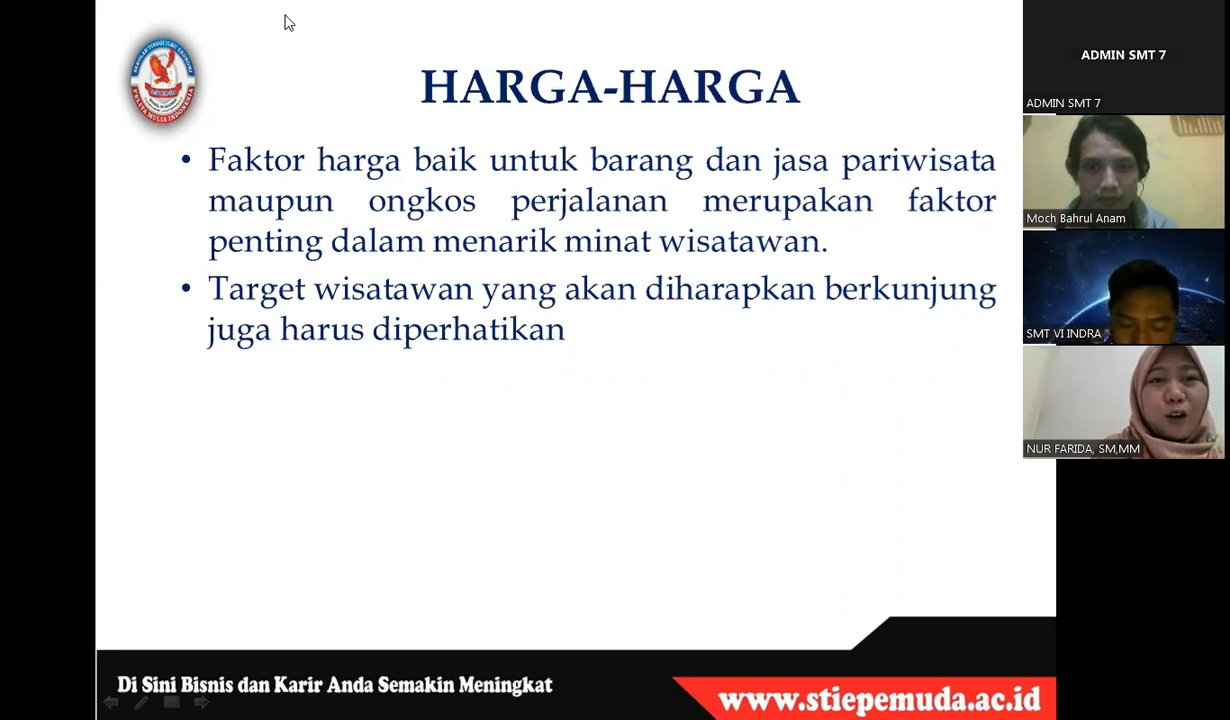 ADMIN SMT 7
ADMIN SMT 7
HARGA-HARGA
• Faktor harga baik untuk barang dan jasa pariwisata
maupun ongkos perjalanan merupakan faktor
penting dalam menarik minat wisatawan.
• Target wisatawan yang akan diharapkan berkunjung
juga harus diperhatikan
Moch Bahrul Anam
SMT VI INDRA
NUR FARIDA, SM,MM
Di Sini Bisnis dan Karir Anda Semakin Meningkat
www.stiepemuda.ac.id